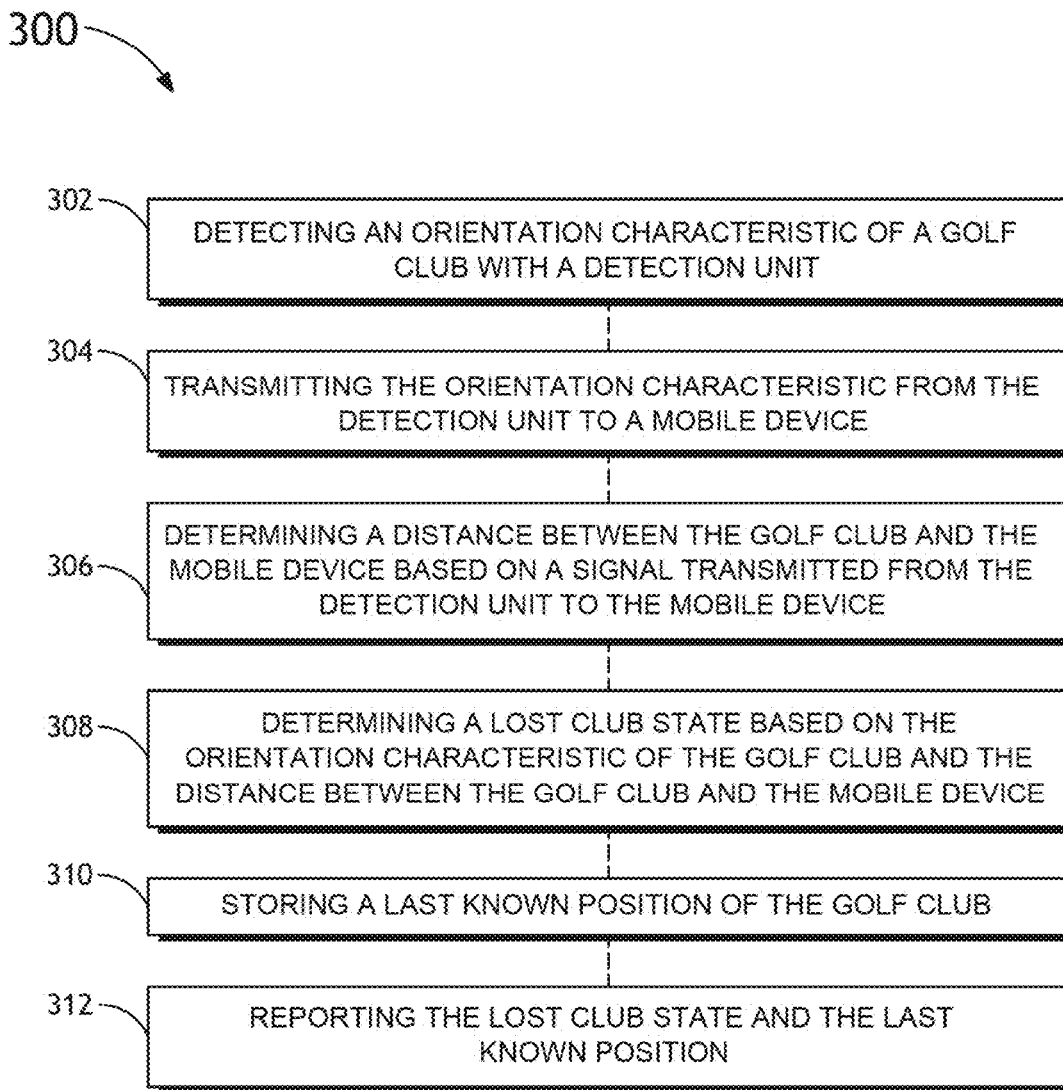 300
302
DETECTING AN ORIENTATION CHARACTERISTIC OF A GOLF
CLUB WITH A DETECTION UNIT
304
TRANSMITTING THE ORIENTATION CHARACTERISTIC FROM THE
DETECTION UNIT TO A MOBILE DEVICE
306
DETERMINING A DISTANCE BETWEEN THE GOLF CLUB AND THE
MOBILE DEVICE BASED ON A SIGNAL TRANSMITTED FROM THE
DETECTION UNIT TO THE MOBILE DEVICE
308
DETERMINING A LOST CLUB STATE BASED ON THE
ORIENTATION CHARACTERISTIC OF THE GOLF CLUB AND THE
DISTANCE BETWEEN THE GOLF CLUB AND THE MOBILE DEVICE
310
STORING A LAST KNOWN POSITION OF THE GOLF CLUB
312
REPORTING THE LOST CLUB STATE AND THE LAST
KNOWN POSITION